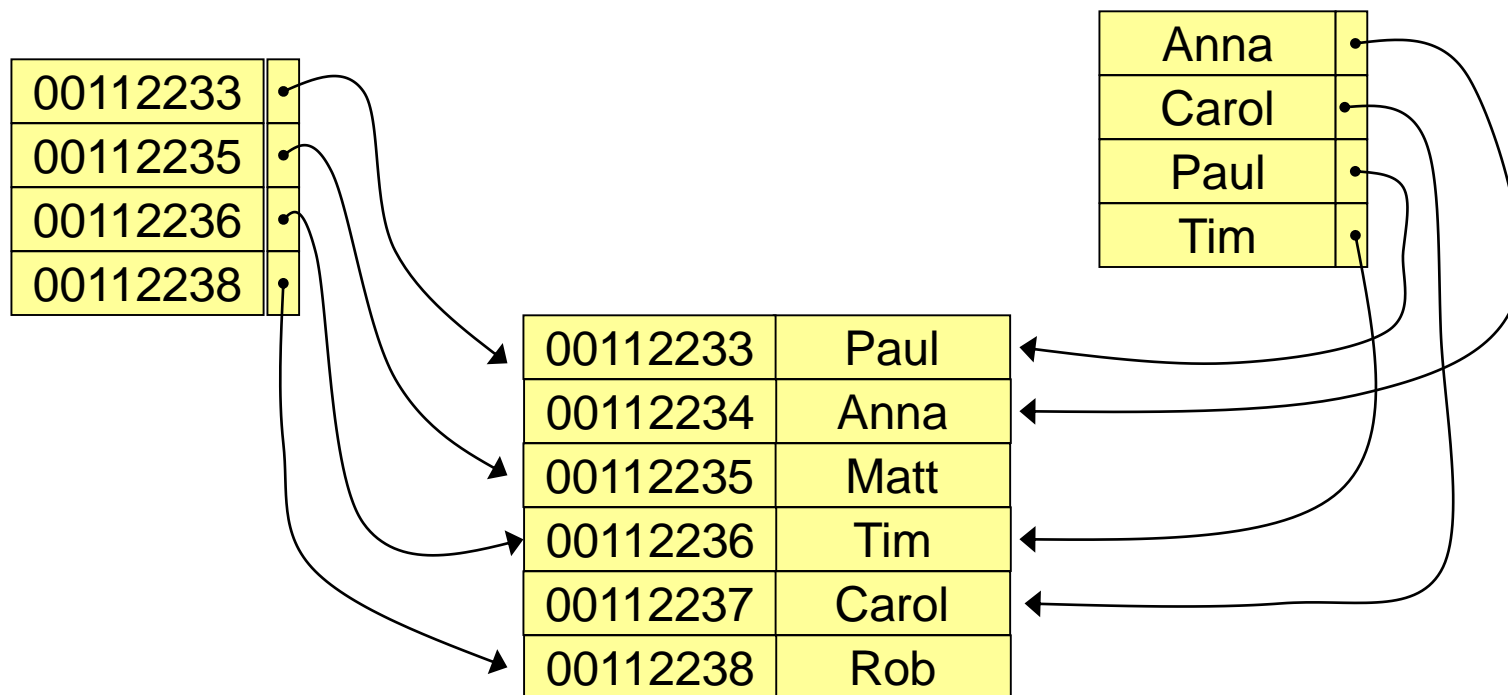 00112233
00112235
00112236
00112238
Anna
Carol
Paul
Tim
00112233 Paul
00112234 Anna
00112235 Matt
00112236 Tim
00112237 Carol
00112238 Rob